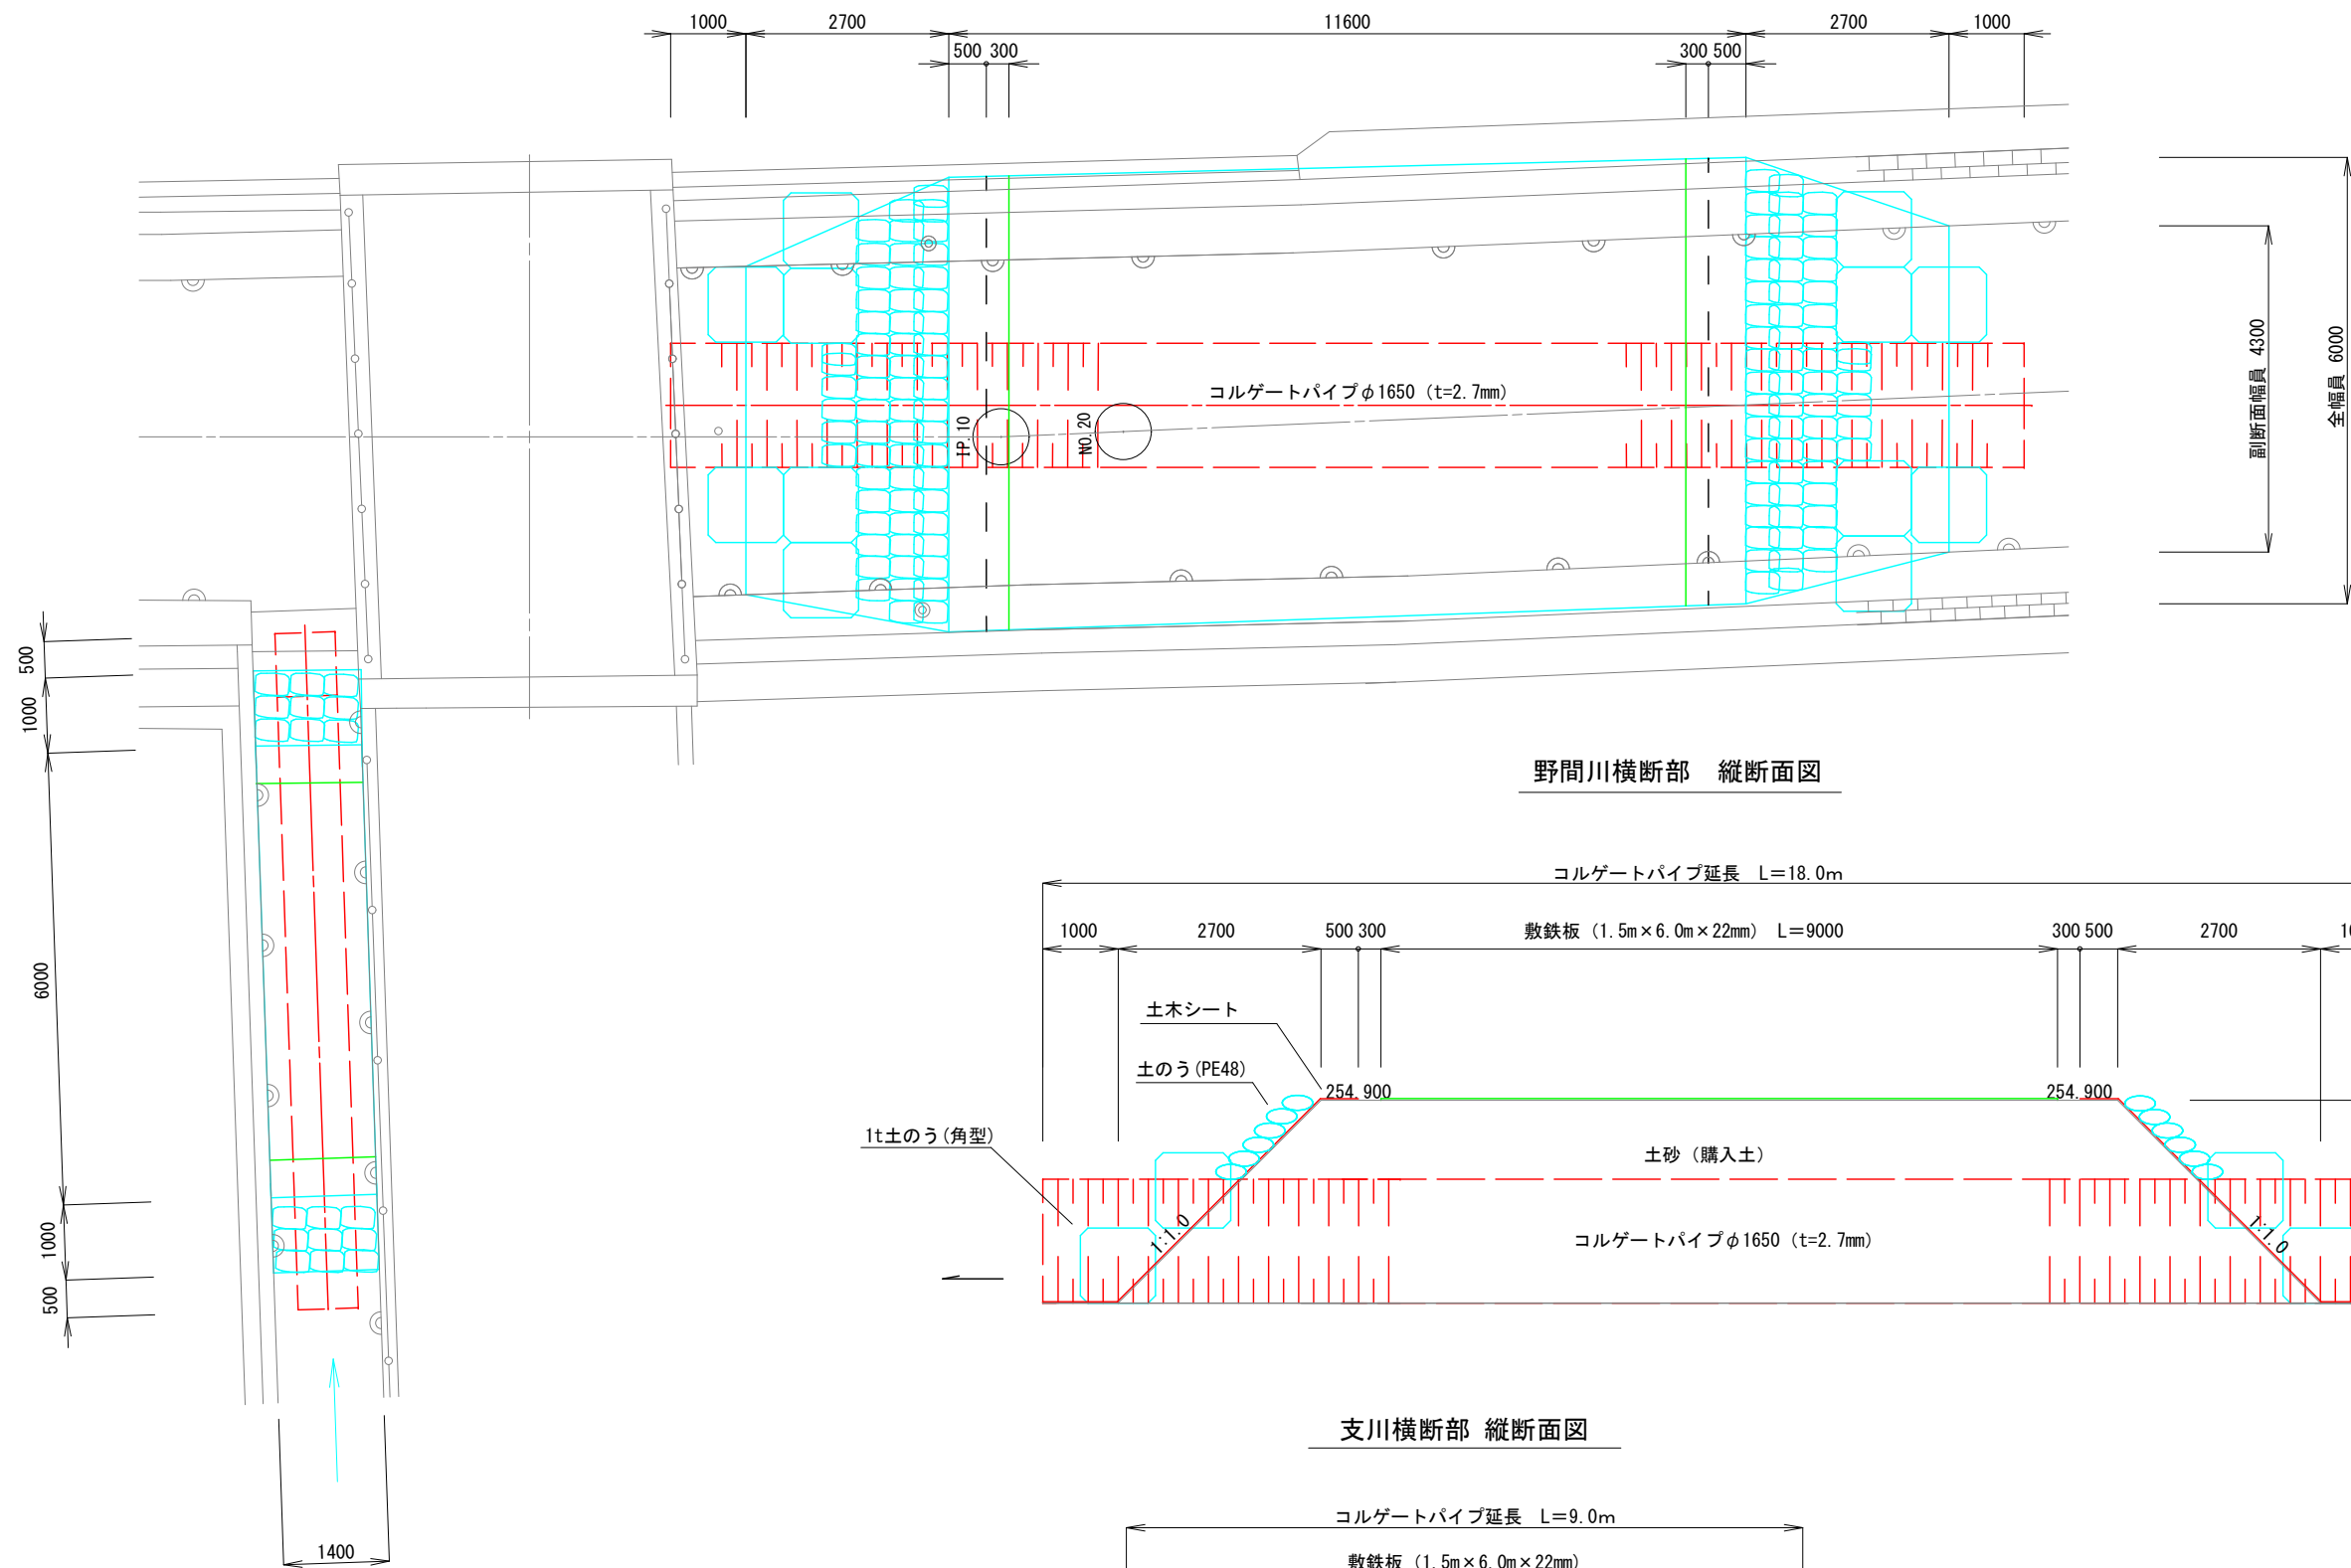 1000 2700 11600 2700 1000
500 300 300 500
コルゲートパイプφ1650 (t=2.7mm)
IP.10
NO.20
副断面幅員 4300
全幅員 6000
500
1000
6000
1000
500
1400
野間川横断部 縦断面図
コルゲートパイプ延長 L=18.0m
1000 2700 500 300 敷鉄板 (1.5m×6.0m×22mm) L=9000 300 500 2700
土木シート
土のう(PE48)
254.900 254.900
1t土のう(角型)
土砂 (購入土)
1:1.0 1:1.0
コルゲートパイプφ1650 (t=2.7mm)
支川横断部 縦断面図
コルゲートパイプ延長 L=9.0m
敷鉄板 (1.5m×6.0m×22mm)